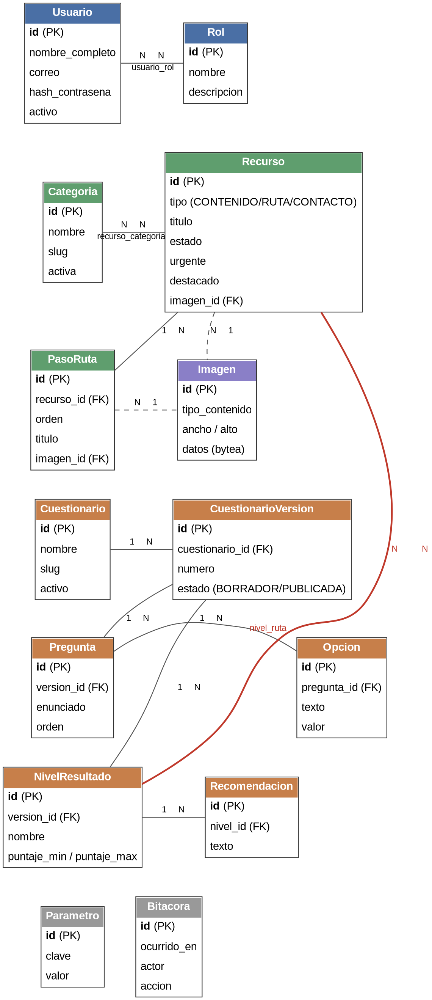 Usuario
id (PK)
nombre_completo
correo
hash_contrasena
activo
N N
usuario_rol
Rol
id (PK)
nombre
descripcion
Categoria
id (PK)
nombre
slug
activa
N N
recurso_categoria
Recurso
id (PK)
tipo (CONTENIDO/RUTA/CONTACTO)
titulo
estado
urgente
destacado
imagen_id (FK)
1 N
N 1
PasoRuta
id (PK)
recurso_id (FK)
orden
titulo
imagen_id (FK)
N 1
Imagen
id (PK)
tipo_contenido
ancho / alto
datos (bytea)
Cuestionario
id (PK)
nombre
slug
activo
1 N
CuestionarioVersion
id (PK)
cuestionario_id (FK)
numero
estado (BORRADOR/PUBLICADA)
N N
1 N
1 N
nivel_ruta
Pregunta
id (PK)
version_id (FK)
enunciado
orden
1 N
Opcion
id (PK)
pregunta_id (FK)
texto
valor
NivelResultado
id (PK)
version_id (FK)
nombre
puntaje_min / puntaje_max
1 N
Recomendacion
id (PK)
nivel_id (FK)
texto
Parametro
id (PK)
clave
valor
Bitacora
id (PK)
ocurrido_en
actor
accion